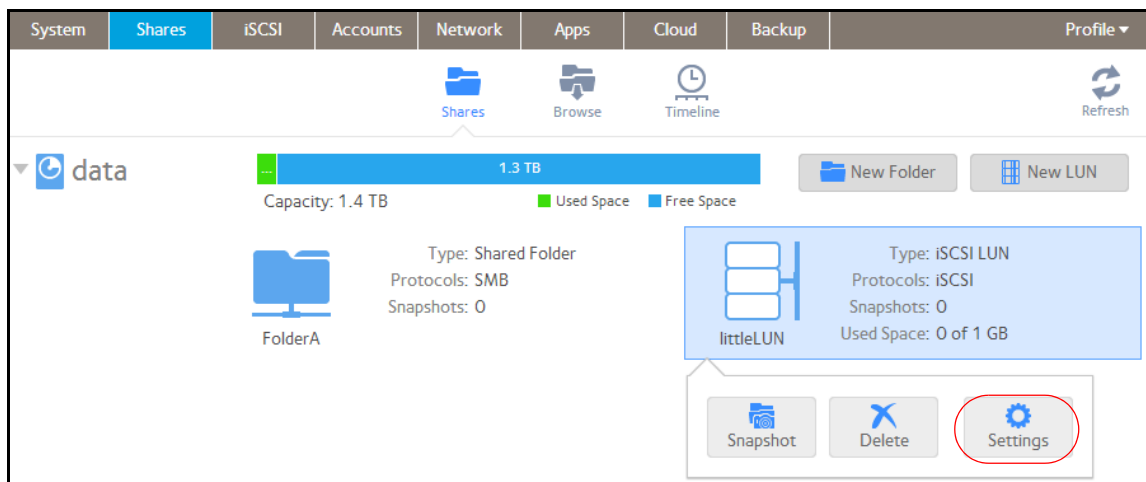 System Shares iSCSI Accounts Network Apps Cloud Backup Profile
Shares Browse Timeline Refresh
data
... 1.3 TB
New Folder New LUN
Capacity: 1.4 TB Used Space Free Space
Type: Shared Folder
Protocols: SMB
Snapshots: 0
FolderA
Type: iSCSI LUN
Protocols: iSCSI
Snapshots: 0
Used Space: 0 of 1 GB
littleLUN
Snapshot Delete Settings